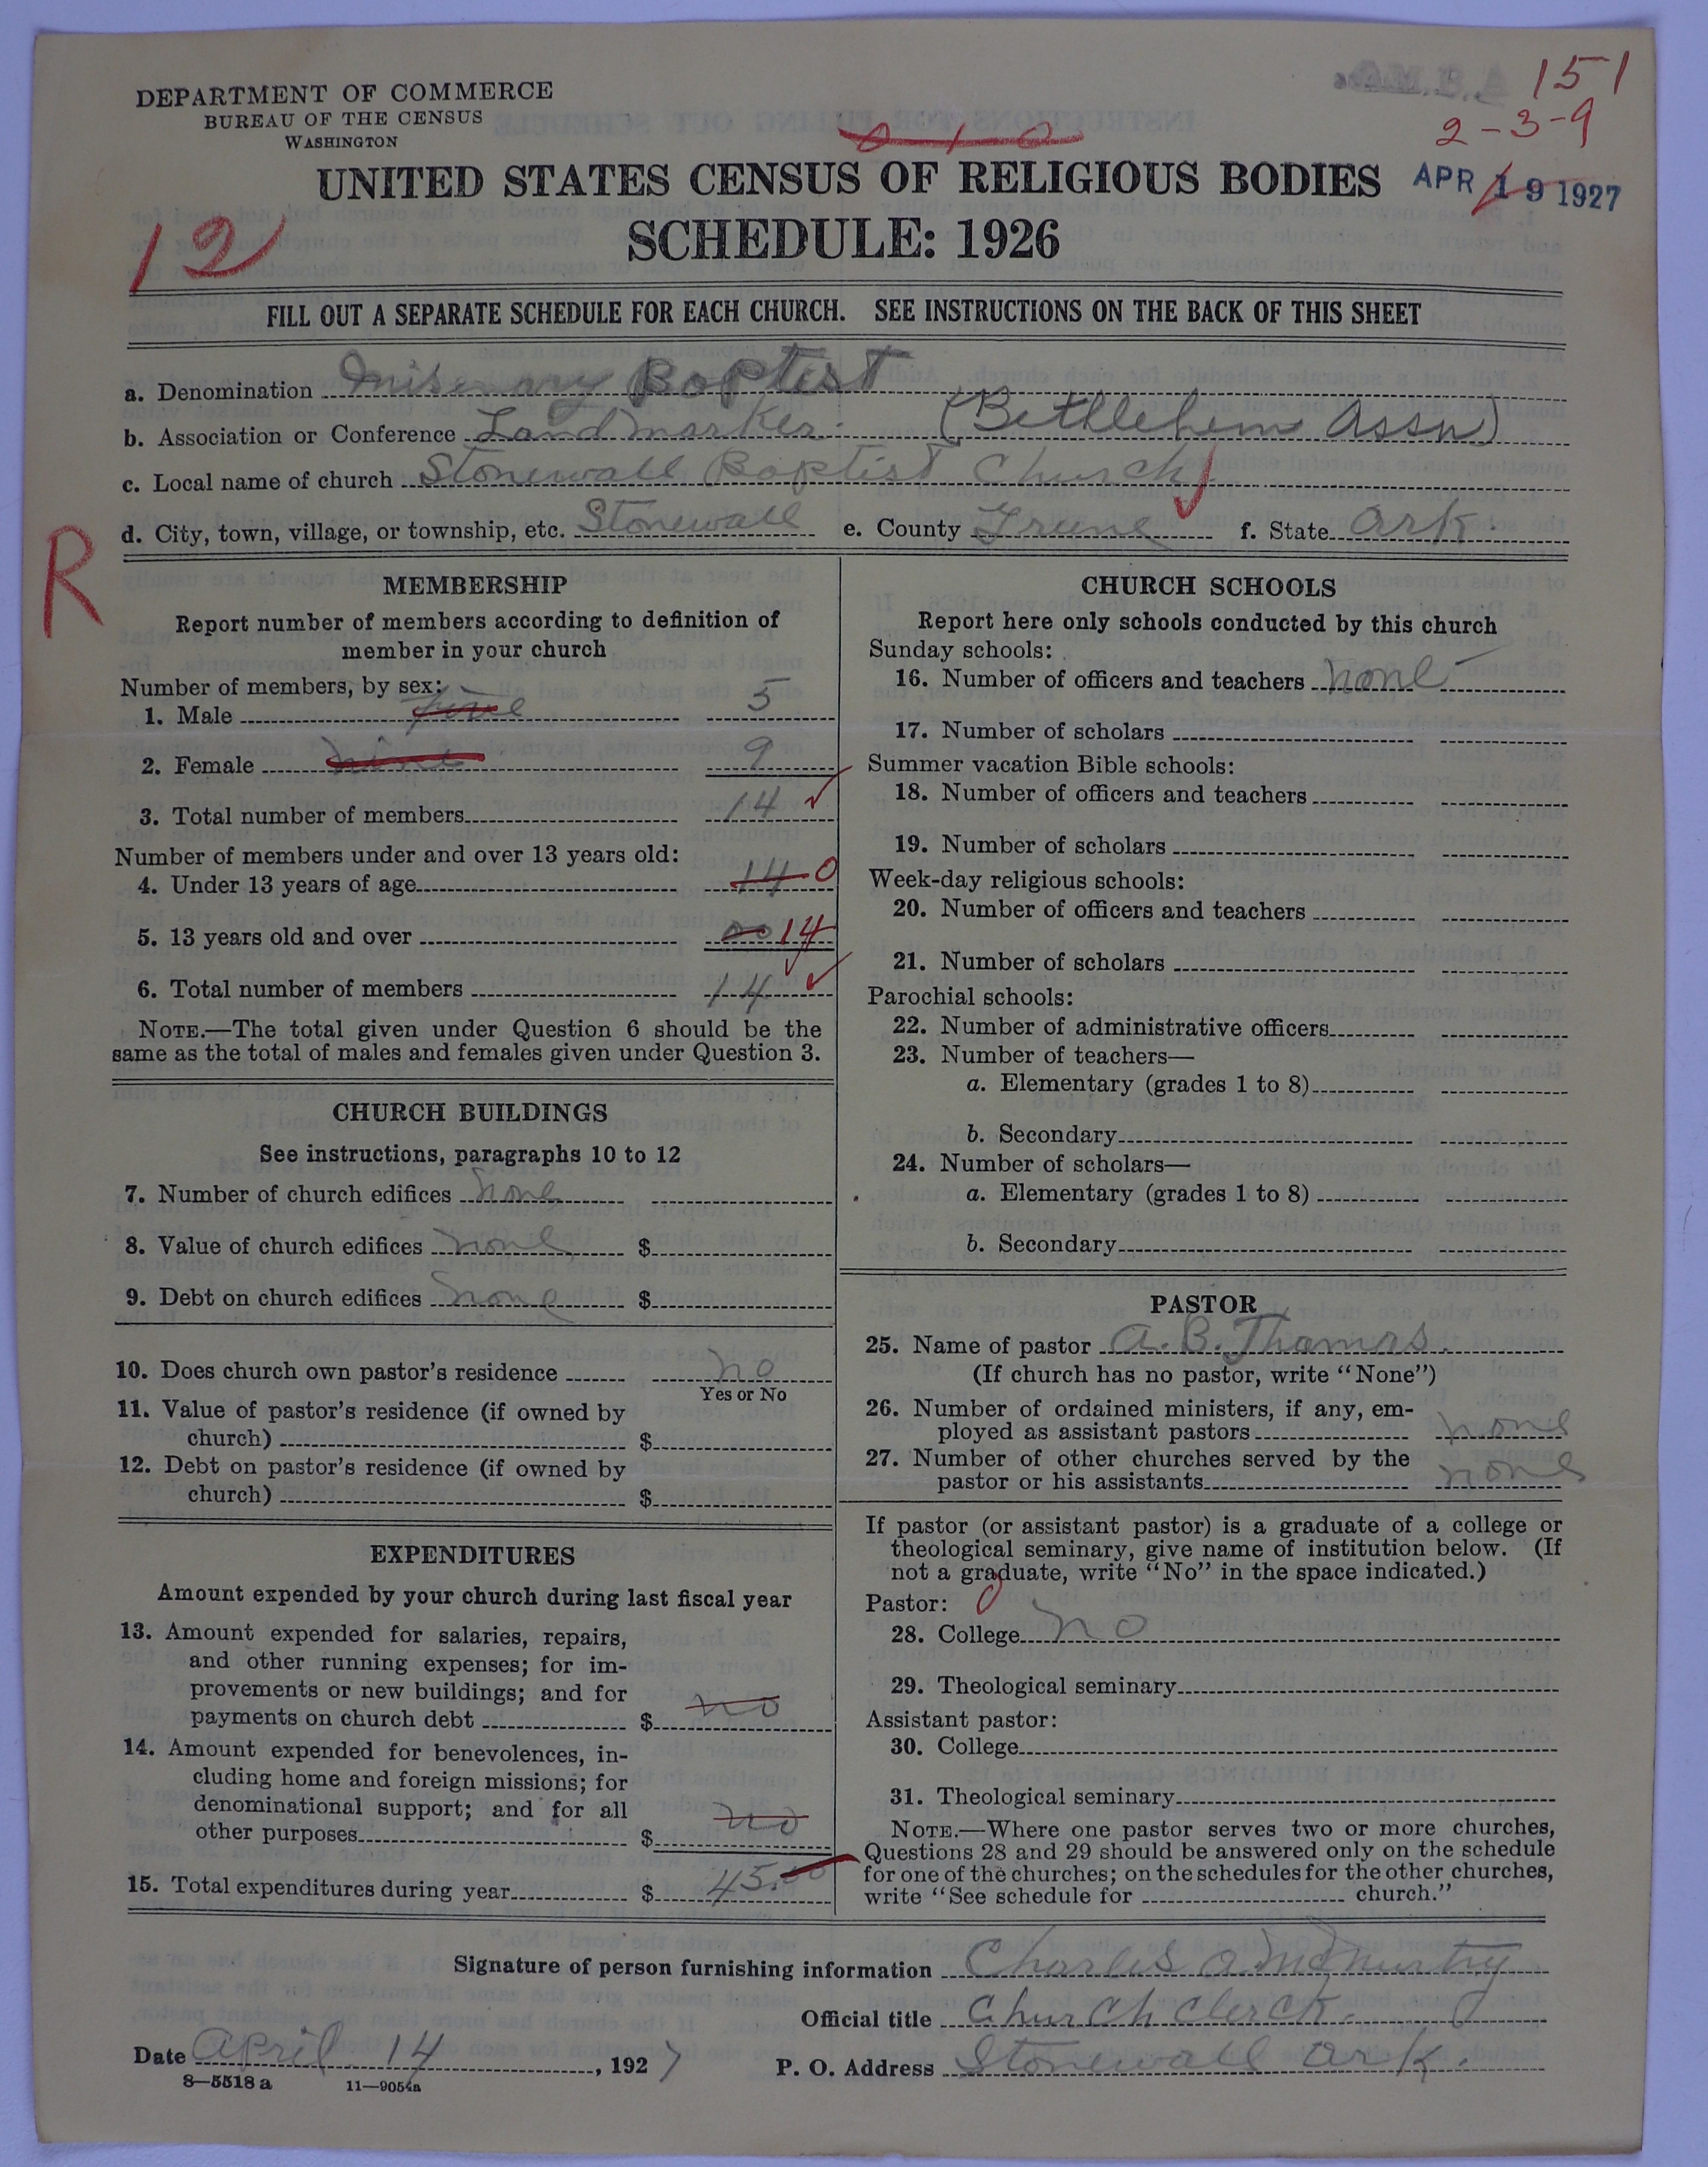 DEPARTMENT OF COMMERCE
BUREAU OF THE CENSUS
WASHINGTON
151
2-3-9
UNITED STATES CENSUS OF RELIGIOUS BODIES
APR 19 1927
SCHEDULE: 1926
12
FILL OUT A SEPARATE SCHEDULE FOR EACH CHURCH. SEE INSTRUCTIONS ON THE BACK OF THIS SHEET
a. Denomination Misenary Baptist
b. Association or Conference Landmarker. (Bethlehem Assn)
c. Local name of church Stonewall Baptist Church
d. City, town, village, or township, etc. Stonewall e. County Green f. State Ark.
R
MEMBERSHIP
Report number of members according to definition of
member in your church
Number of members, by sex:
1. Male five 5
2. Female nine 9
3. Total number of members 14
Number of members under and over 13 years old:
4. Under 13 years of age 14 0
5. 13 years old and over 00 14
6. Total number of members 14
NOTE.—The total given under Question 6 should be the
same as the total of males and females given under Question 3.
CHURCH BUILDINGS
See instructions, paragraphs 10 to 12
7. Number of church edifices none
8. Value of church edifices none $
9. Debt on church edifices none $
10. Does church own pastor's residence no
Yes or No
11. Value of pastor's residence (if owned by
church) $
12. Debt on pastor's residence (if owned by
church) $
EXPENDITURES
Amount expended by your church during last fiscal year
13. Amount expended for salaries, repairs,
and other running expenses; for im-
provements or new buildings; and for
payments on church debt $ no
14. Amount expended for benevolences, in-
cluding home and foreign missions; for
denominational support; and for all
other purposes $ no
15. Total expenditures during year $ 45.00
CHURCH SCHOOLS
Report here only schools conducted by this church
Sunday schools:
16. Number of officers and teachers none
17. Number of scholars
Summer vacation Bible schools:
18. Number of officers and teachers
19. Number of scholars
Week-day religious schools:
20. Number of officers and teachers
21. Number of scholars
Parochial schools:
22. Number of administrative officers
23. Number of teachers—
a. Elementary (grades 1 to 8)
b. Secondary
24. Number of scholars—
a. Elementary (grades 1 to 8)
b. Secondary
PASTOR
25. Name of pastor A. B. Thomas.
(If church has no pastor, write "None")
26. Number of ordained ministers, if any, em-
ployed as assistant pastors none
27. Number of other churches served by the
pastor or his assistants none
If pastor (or assistant pastor) is a graduate of a college or
theological seminary, give name of institution below. (If
not a graduate, write "No" in the space indicated.)
Pastor: 0
28. College no
29. Theological seminary
Assistant pastor:
30. College
31. Theological seminary
NOTE.—Where one pastor serves two or more churches,
Questions 28 and 29 should be answered only on the schedule
for one of the churches; on the schedules for the other churches,
write "See schedule for church."
Signature of person furnishing information Charles O McMurtry
Official title Church Clerck.
Date April 14, 1927 P. O. Address Stonewall Ark.
8—5518 a 11—9054a